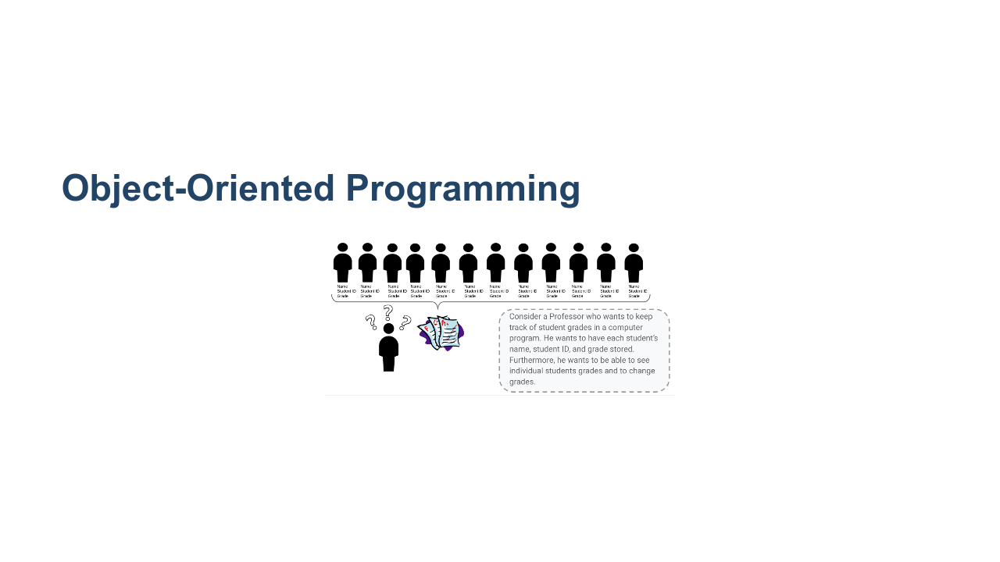 Object-Oriented Programming
Name Name Name Name Name Name Name Name Name Name Name Name
Student ID Student ID Student ID Student ID Student ID Student ID Student ID Student ID Student ID Student ID Student ID Student ID
Grade Grade Grade Grade Grade Grade Grade Grade Grade Grade Grade Grade
? ? ?
Consider a Professor who wants to keep
track of student grades in a computer
program. He wants to have each student's
name, student ID, and grade stored.
Furthermore, he wants to be able to see
individual students grades and to change
grades.